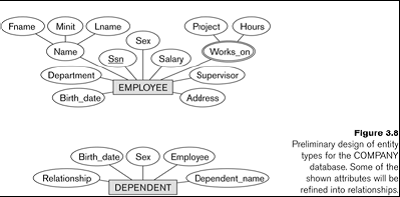 Fname Minit Lname Project Hours
Name Sex Works_on
Ssn Salary
Department Supervisor
EMPLOYEE
Birth_date Address
Figure 3.8
Preliminary design of entity
types for the COMPANY
database. Some of the
shown attributes will be
refined into relationships.
Birth_date Sex Employee
Relationship Dependent_name
DEPENDENT